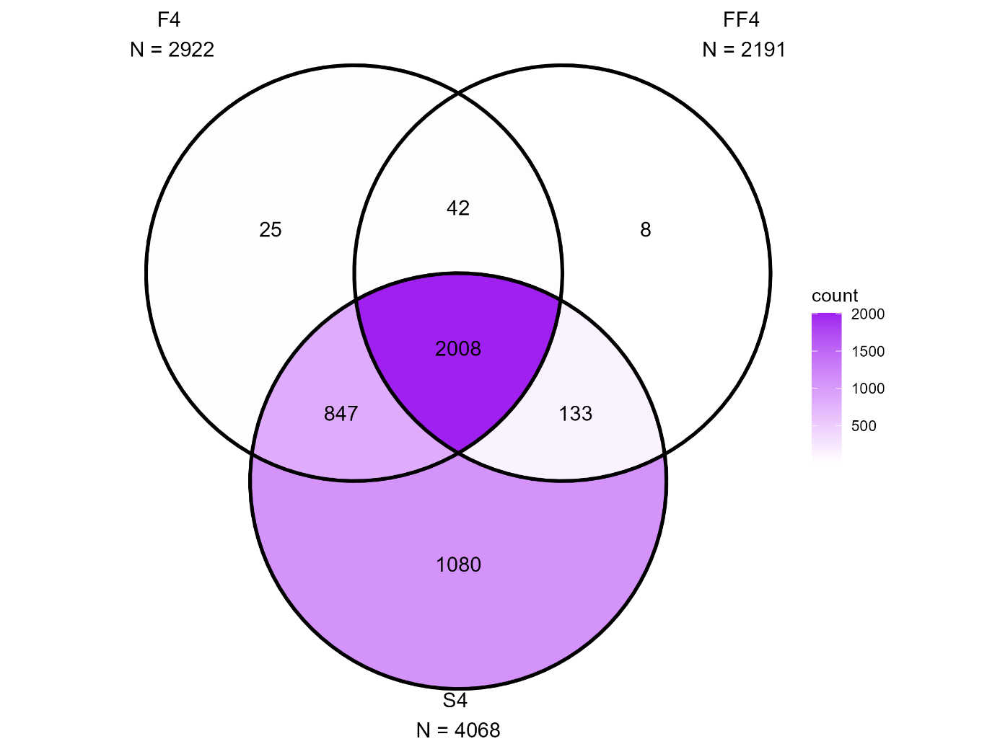 F4
N = 2922
FF4
N = 2191
42
25
8
2008
847
133
1080
S4
N = 4068
count
2000
1500
1000
500